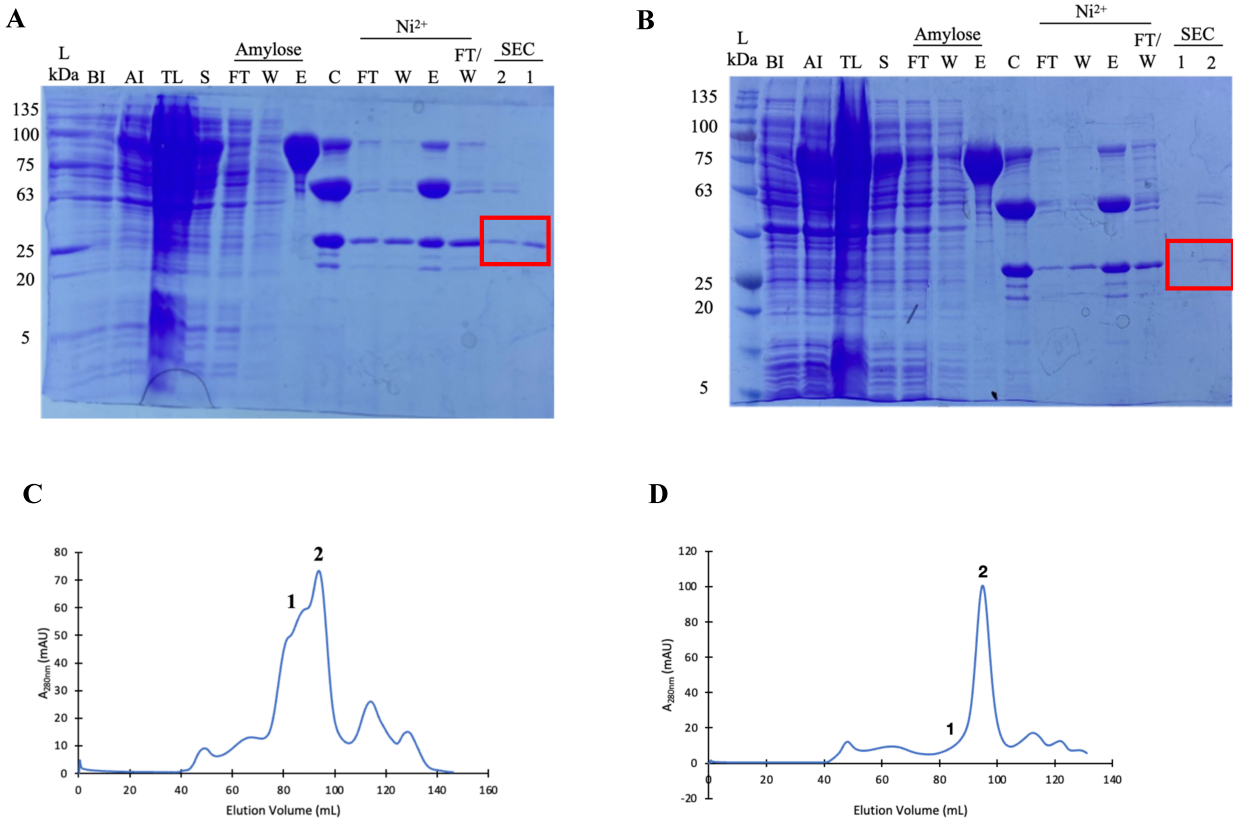 A
Ni²⁺
L
Amylose
FT/
SEC
kDa BI AI TL S FT W E C FT W E W 2 1
135
100
75
63
25
20
5
B
Ni²⁺
L
Amylose
FT/
SEC
kDa BI AI TL S FT W E C FT W E W 1 2
135
100
75
63
25
20
5
C
80
70
60
50
40
30
20
10
0
A280nm (mAU)
1
2
0 20 40 60 80 100 120 140 160
Elution Volume (mL)
D
120
100
80
60
40
20
0
-20
A280nm (mAU)
1
2
0 20 40 60 80 100 120 140
Elution Volume (mL)